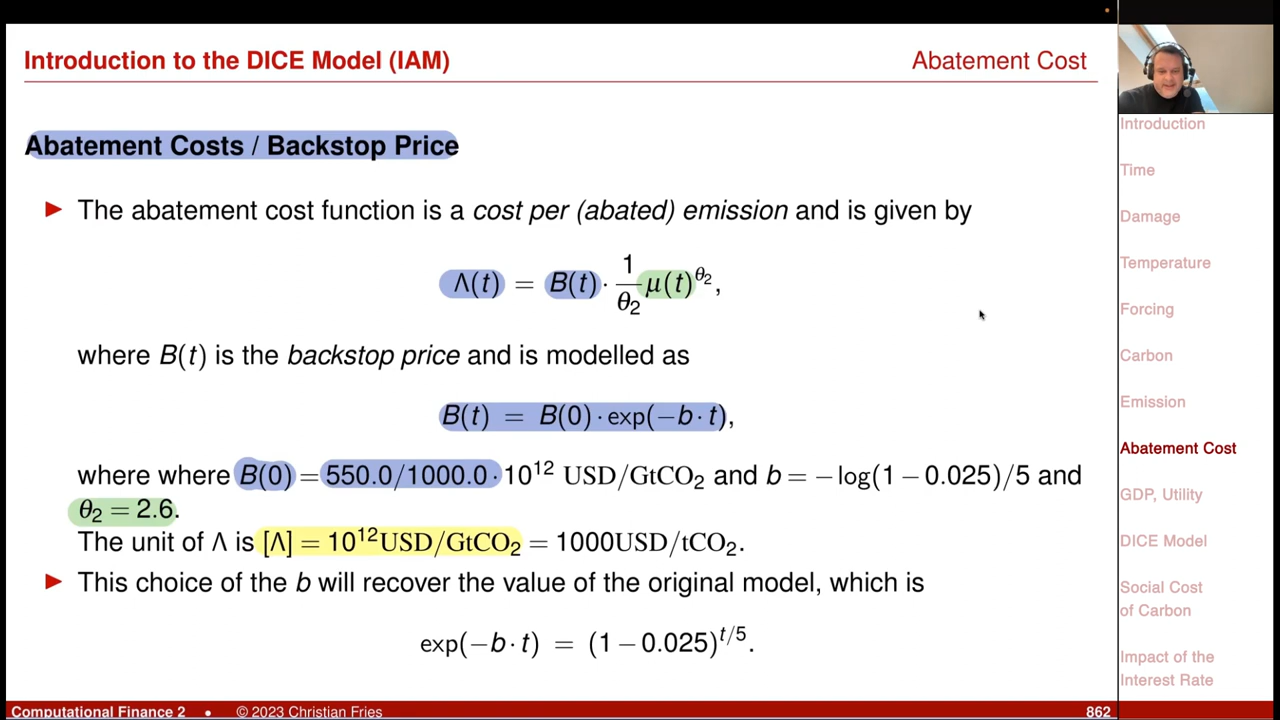 Introduction to the DICE Model (IAM)
Abatement Cost
Abatement Costs / Backstop Price
▶ The abatement cost function is a cost per (abated) emission and is given by
Λ(t) = B(t) · 1/θ₂ μ(t)^θ₂,
where B(t) is the backstop price and is modelled as
B(t) = B(0) · exp(−b · t),
where where B(0) = 550.0/1000.0 · 10¹² USD/GtCO₂ and b = −log(1 − 0.025)/5 and
θ₂ = 2.6.
The unit of Λ is [Λ] = 10¹²USD/GtCO₂ = 1000USD/tCO₂.
▶ This choice of the b will recover the value of the original model, which is
exp(−b · t) = (1 − 0.025)^t/5.
Computational Finance 2 • © 2023 Christian Fries
862
Introduction
Time
Damage
Temperature
Forcing
Carbon
Emission
Abatement Cost
GDP, Utility
DICE Model
Social Cost
of Carbon
Impact of the
Interest Rate